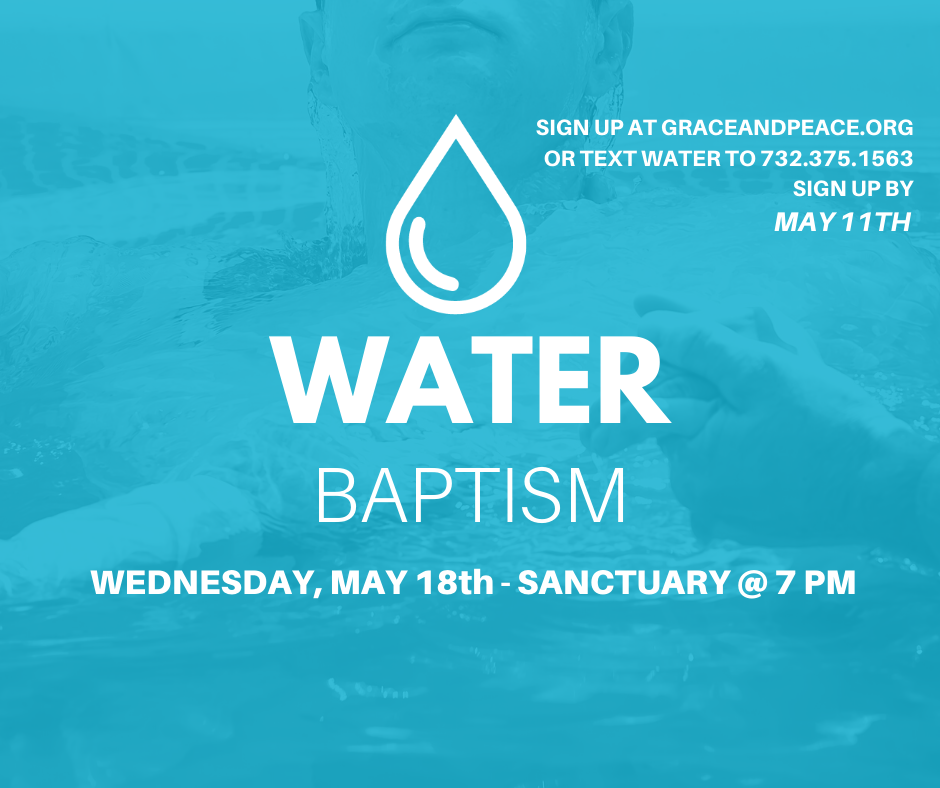 SIGN UP AT GRACEANDPEACE.ORG
OR TEXT WATER TO 732.375.1563
SIGN UP BY
MAY 11TH
WATER
BAPTISM
WEDNESDAY, MAY 18th - SANCTUARY @ 7 PM